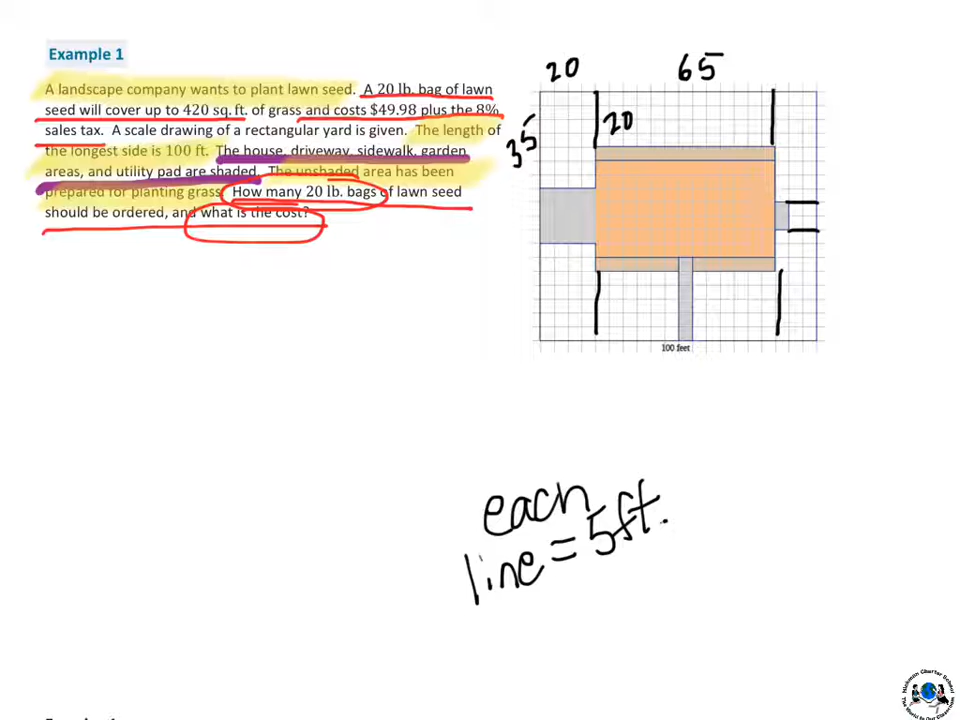 Example 1
A landscape company wants to plant lawn seed. A 20 lb. bag of lawn
seed will cover up to 420 sq. ft. of grass and costs $49.98 plus the 8%
sales tax. A scale drawing of a rectangular yard is given. The length of
the longest side is 100 ft. The house, driveway, sidewalk, garden
areas, and utility pad are shaded. The unshaded area has been
prepared for planting grass. How many 20 lb. bags of lawn seed
should be ordered, and what is the cost?
20 65
35
20
100 feet
each
line = 5ft.